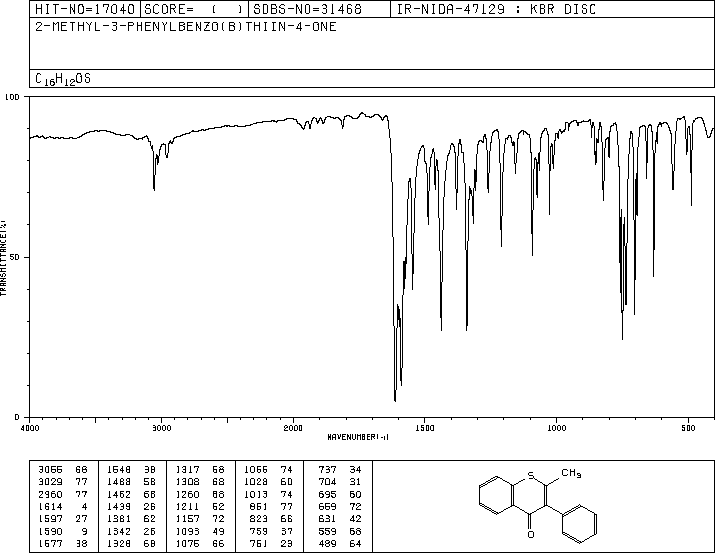 HIT-NO=17040 SCORE= ( ) SDBS-NO=31468 IR-NIDA-47129 : KBR DISC
2-METHYL-3-PHENYLBENZO(B)THIIN-4-ONE
C16H12OS
100
50
0
TRANSMITTANCE(%)
4000 3000 2000 1500 1000 500
WAVENUMBER(-1)
3055 68 1548 38 1317 58 1066 74 737 34
3029 77 1488 58 1308 68 1028 60 704 31
2960 77 1462 66 1260 68 1013 74 695 60
1614 4 1439 26 1211 52 861 77 659 72
1597 27 1381 62 1157 72 823 66 631 42
1590 9 1342 26 1093 49 759 37 559 68
1577 38 1328 58 1076 66 751 23 489 64
S CH3
O